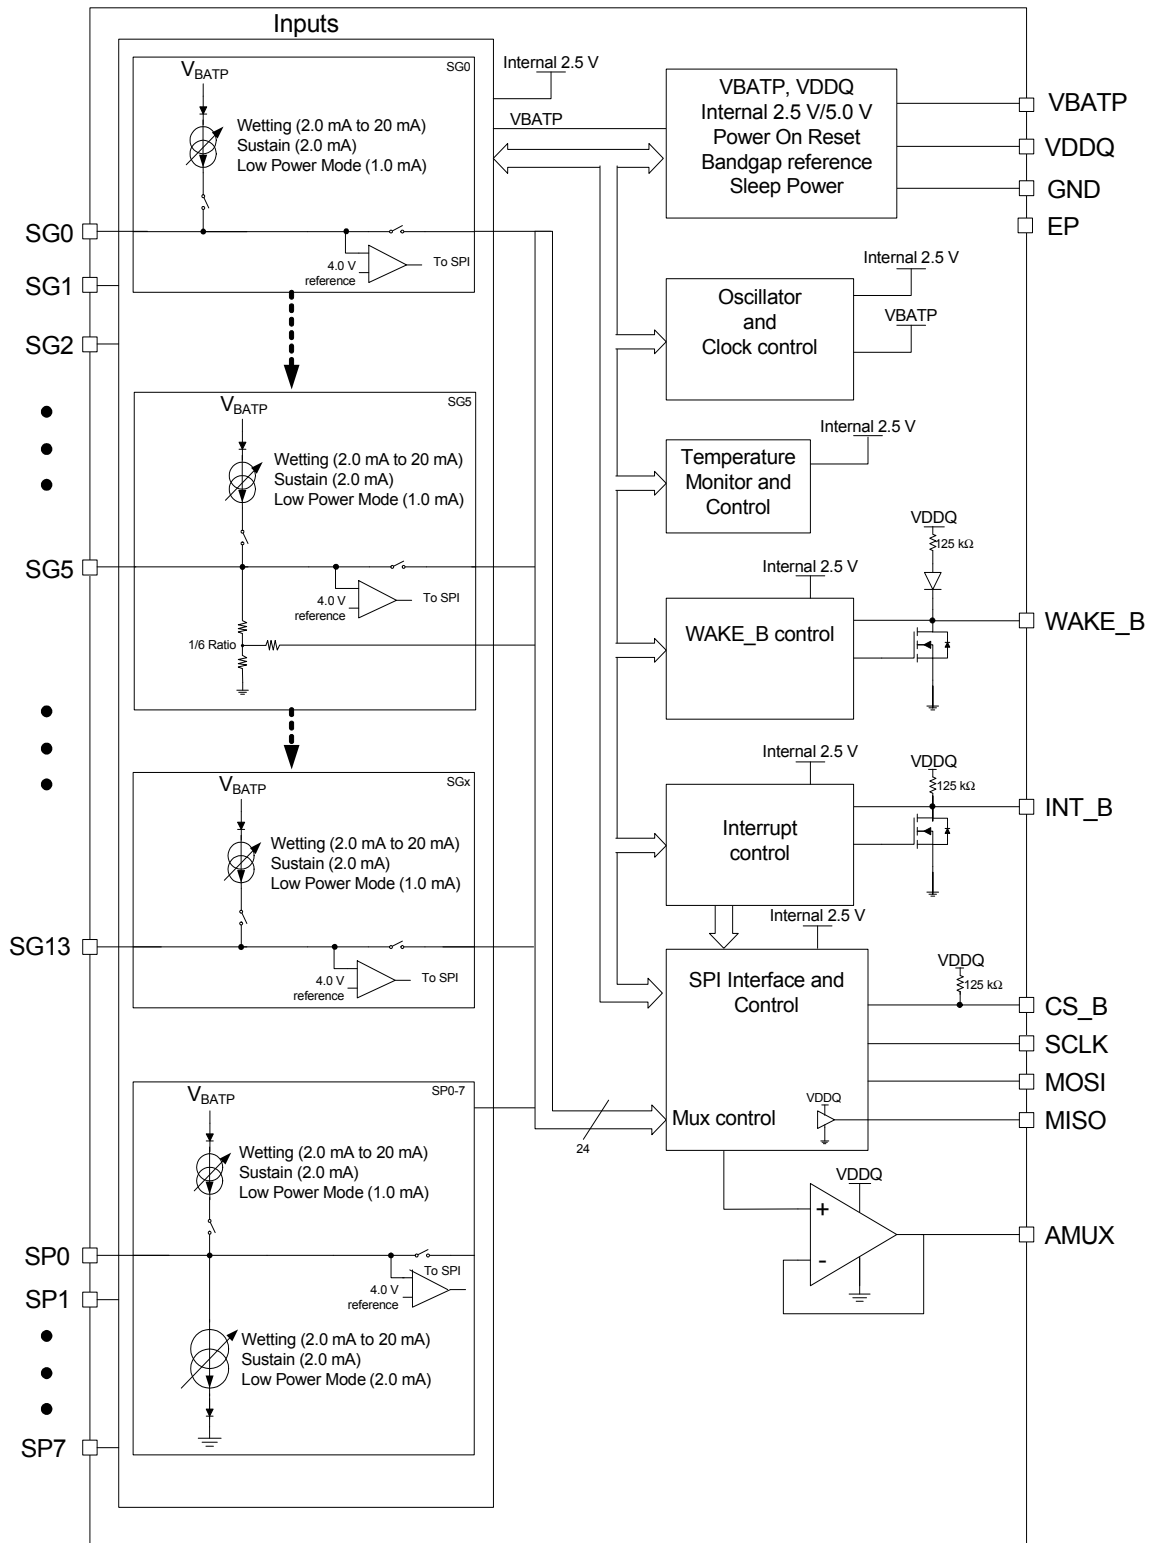 Inputs
SG0
VBATP
Wetting (2.0 mA to 20 mA)
Sustain (2.0 mA)
Low Power Mode (1.0 mA)
4.0 V
reference
To SPI
SG0
SG1
SG2
SG5
VBATP
Wetting (2.0 mA to 20 mA)
Sustain (2.0 mA)
Low Power Mode (1.0 mA)
4.0 V
reference
To SPI
1/6 Ratio
SG5
SGx
VBATP
Wetting (2.0 mA to 20 mA)
Sustain (2.0 mA)
Low Power Mode (1.0 mA)
4.0 V
reference
To SPI
SG13
SP0-7
VBATP
Wetting (2.0 mA to 20 mA)
Sustain (2.0 mA)
Low Power Mode (1.0 mA)
To SPI
4.0 V
reference
Wetting (2.0 mA to 20 mA)
Sustain (2.0 mA)
Low Power Mode (2.0 mA)
SP0
SP1
SP7
Internal 2.5 V
VBATP
VBATP, VDDQ
Internal 2.5 V/5.0 V
Power On Reset
Bandgap reference
Sleep Power
VBATP
VDDQ
GND
EP
Oscillator
and
Clock control
Internal 2.5 V
VBATP
Temperature
Monitor and
Control
Internal 2.5 V
Internal 2.5 V
WAKE_B control
VDDQ
125 kΩ
WAKE_B
Internal 2.5 V
Interrupt
control
VDDQ
125 kΩ
INT_B
Internal 2.5 V
SPI Interface and
Control
VDDQ
125 kΩ
CS_B
SCLK
MOSI
MISO
VDDQ
Mux control
24
VDDQ
+
-
AMUX